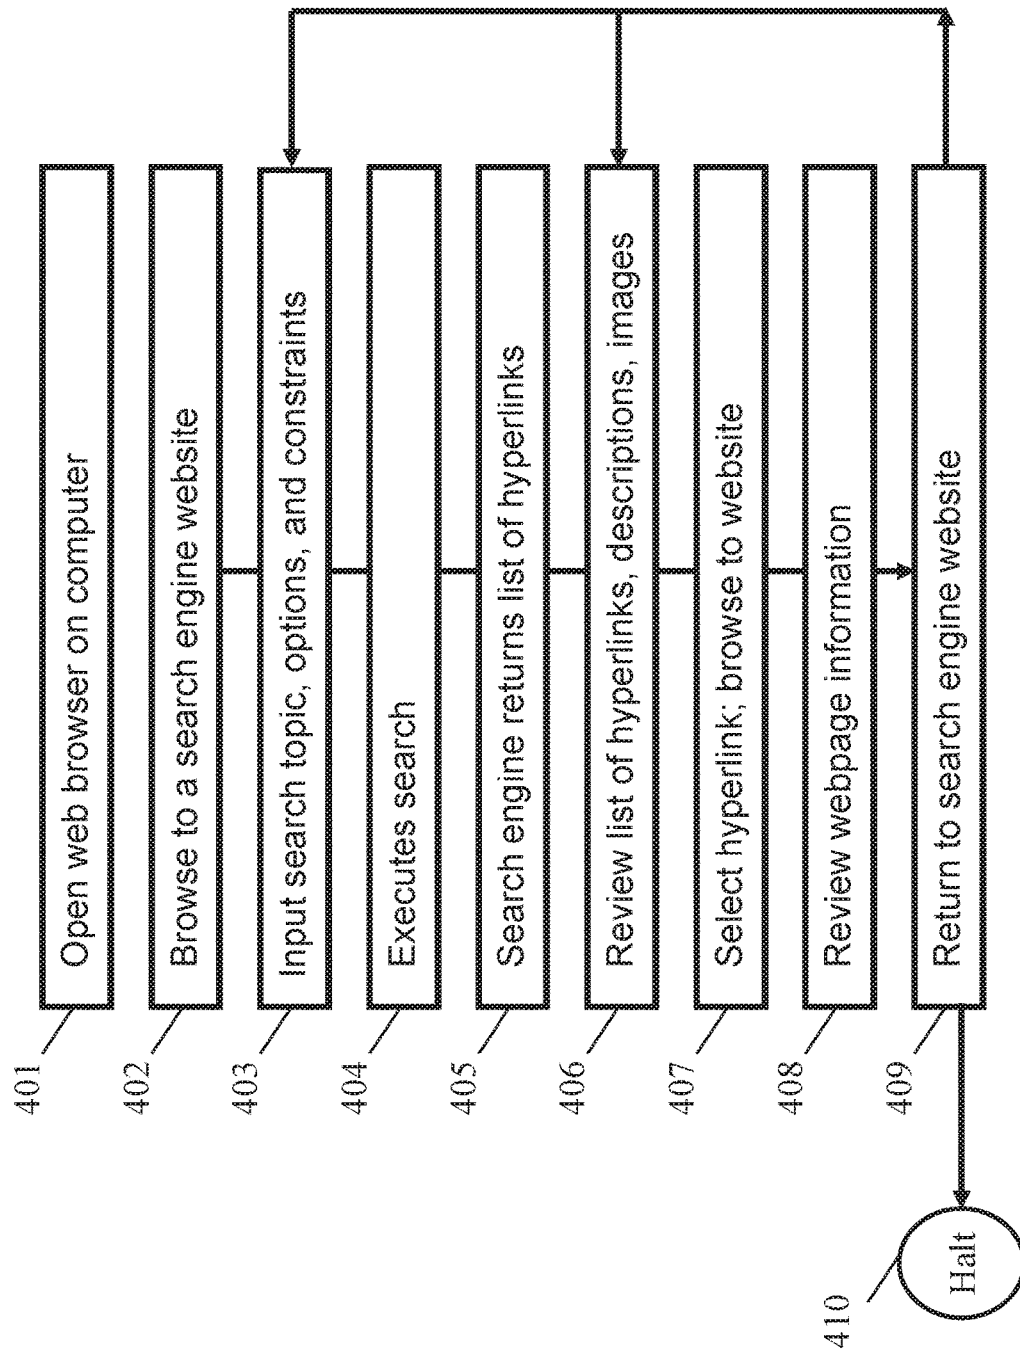 401
Open web browser on computer
402
Browse to a search engine website
403
Input search topic, options, and constraints
404
Executes search
405
Search engine returns list of hyperlinks
406
Review list of hyperlinks, descriptions, images
407
Select hyperlink; browse to website
408
Review webpage information
409
Return to search engine website
410
Halt